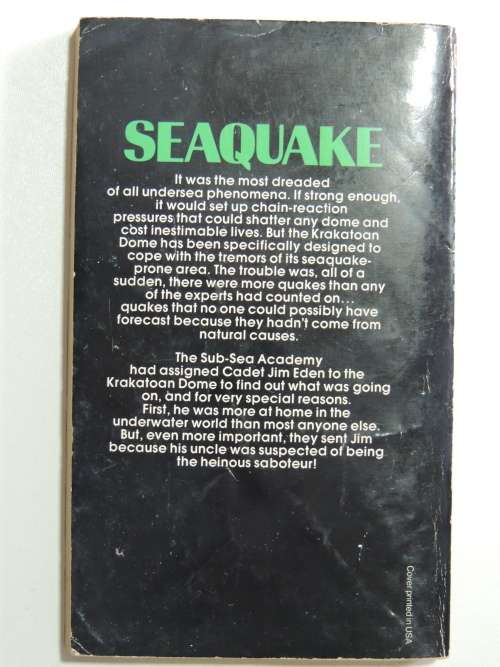 SEAQUAKE
It was the most dreaded
of all undersea phenomena. If strong enough,
it would set up chain-reaction
pressures that could shatter any dome and
cost inestimable lives. But the Krakatoan
Dome has been specifically designed to
cope with the tremors of its seaquake-
prone area. The trouble was, all of a
sudden, there were more quakes than any
of the experts had counted on...
quakes that no one could possibly have
forecast because they hadn't come from
natural causes.
The Sub-Sea Academy
had assigned Cadet Jim Eden to the
Krakatoan Dome to find out what was going
on, and for very special reasons.
First, he was more at home in the
underwater world than most anyone else.
But, even more important, they sent Jim
because his uncle was suspected of being
the heinous saboteur!
Cover printed in USA